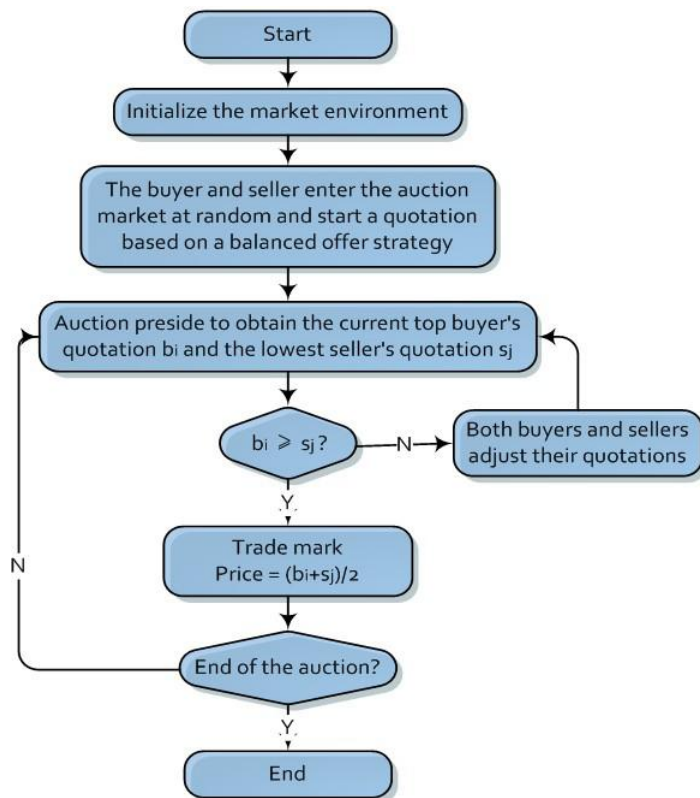 Start
Initialize the market environment
The buyer and seller enter the auction
market at random and start a quotation
based on a balanced offer strategy
Auction preside to obtain the current top buyer's
quotation bi and the lowest seller's quotation sj
bi ⩾ sj?
N
Both buyers and sellers
adjust their quotations
Y
Trade mark
Price = (bi+sj)/2
N
End of the auction?
Y
End